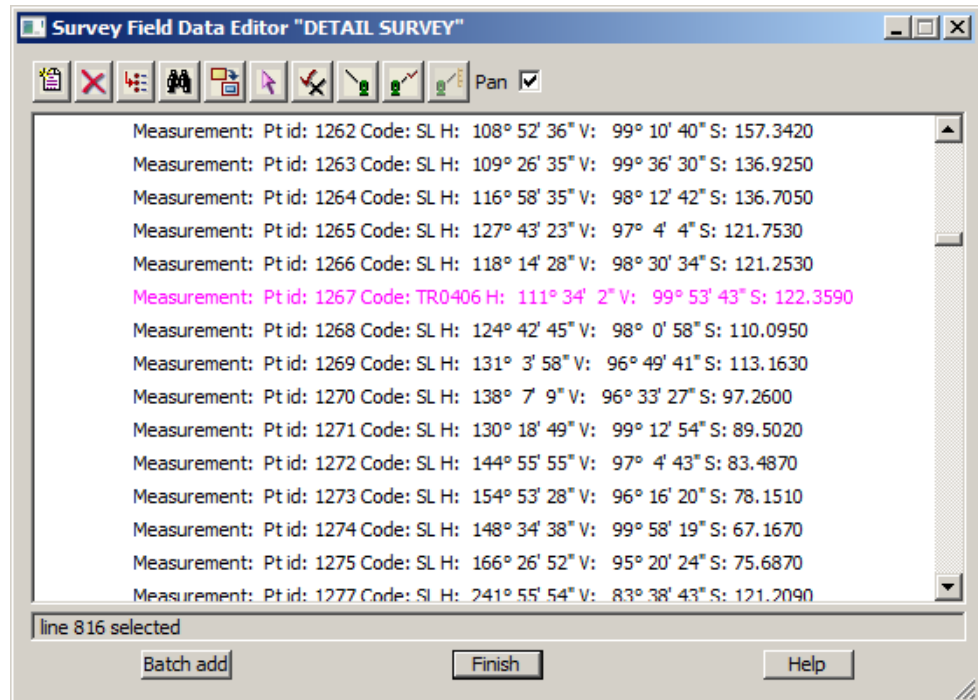 Survey Field Data Editor "DETAIL SURVEY"
Pan
Measurement: Pt id: 1262 Code: SL H: 108° 52' 36" V: 99° 10' 40" S: 157.3420
Measurement: Pt id: 1263 Code: SL H: 109° 26' 35" V: 99° 36' 30" S: 136.9250
Measurement: Pt id: 1264 Code: SL H: 116° 58' 35" V: 98° 12' 42" S: 136.7050
Measurement: Pt id: 1265 Code: SL H: 127° 43' 23" V: 97° 4' 4" S: 121.7530
Measurement: Pt id: 1266 Code: SL H: 118° 14' 28" V: 98° 30' 34" S: 121.2530
Measurement: Pt id: 1267 Code: TR0406 H: 111° 34' 2" V: 99° 53' 43" S: 122.3590
Measurement: Pt id: 1268 Code: SL H: 124° 42' 45" V: 98° 0' 58" S: 110.0950
Measurement: Pt id: 1269 Code: SL H: 131° 3' 58" V: 96° 49' 41" S: 113.1630
Measurement: Pt id: 1270 Code: SL H: 138° 7' 9" V: 96° 33' 27" S: 97.2600
Measurement: Pt id: 1271 Code: SL H: 130° 18' 49" V: 99° 12' 54" S: 89.5020
Measurement: Pt id: 1272 Code: SL H: 144° 55' 55" V: 97° 4' 43" S: 83.4870
Measurement: Pt id: 1273 Code: SL H: 154° 53' 28" V: 96° 16' 20" S: 78.1510
Measurement: Pt id: 1274 Code: SL H: 148° 34' 38" V: 99° 58' 19" S: 67.1670
Measurement: Pt id: 1275 Code: SL H: 166° 26' 52" V: 95° 20' 24" S: 75.6870
Measurement: Pt id: 1277 Code: SL H: 241° 55' 54" V: 83° 38' 43" S: 121.2090
line 816 selected
Batch add Finish Help